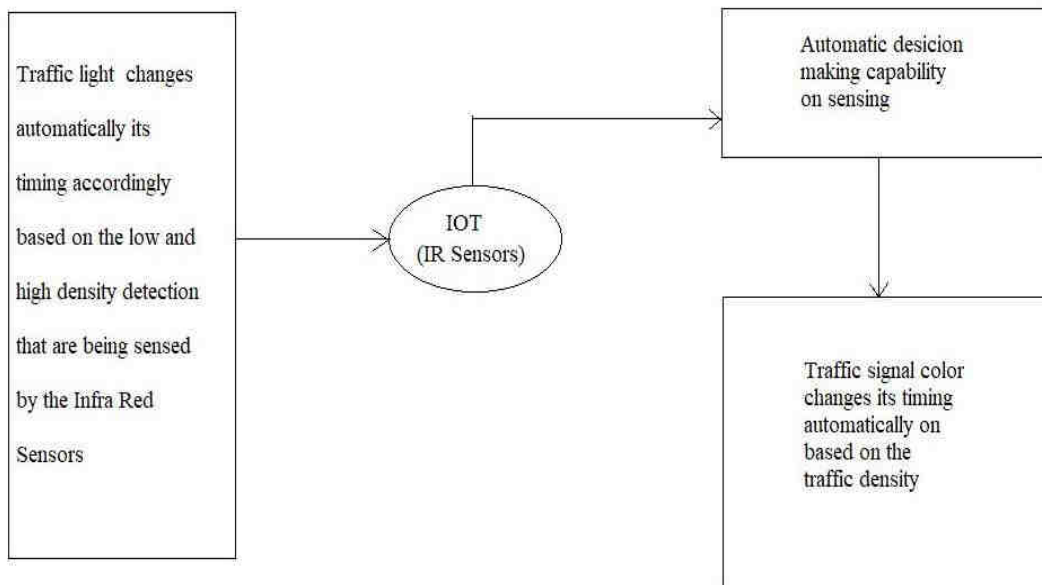 Traffic light changes
automatically its
timing accordingly
based on the low and
high density detection
that are being sensed
by the Infra Red
Sensors
IOT
(IR Sensors)
Automatic desicion
making capability
on sensing
Traffic signal color
changes its timing
automatically on
based on the
traffic density